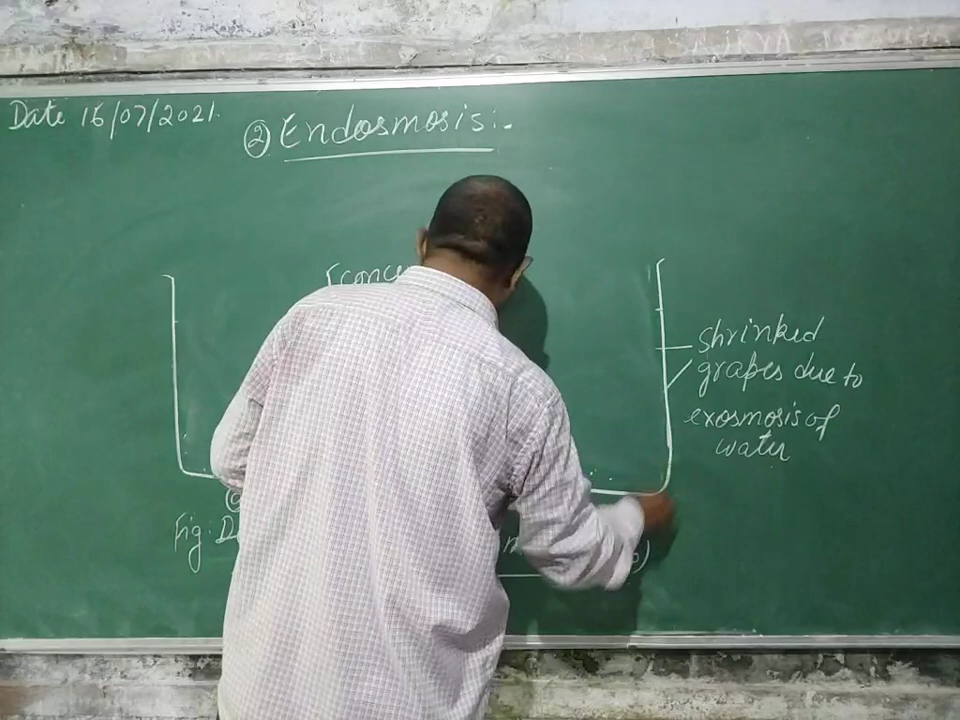 Date 16/07/2021.
② Endosmosis:-
shrinked
grapes due to
exosmosis of
water
Fig. D